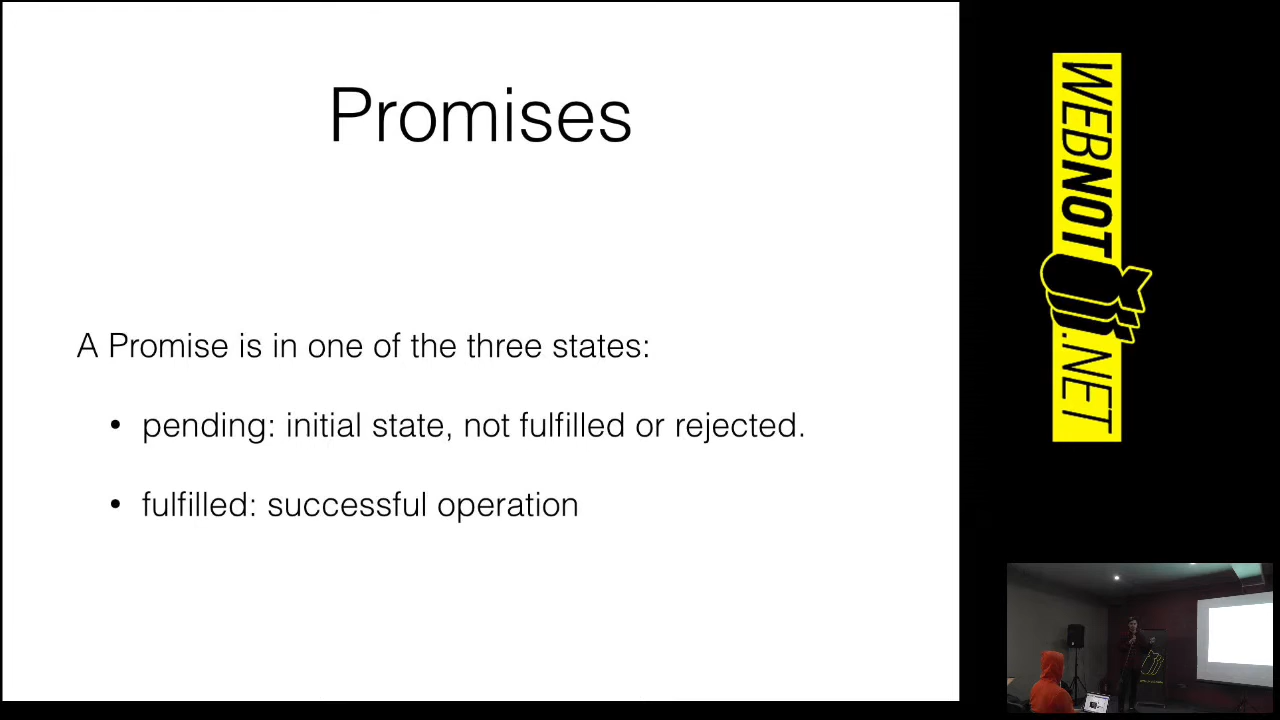 Promises
A Promise is in one of the three states:
• pending: initial state, not fulfilled or rejected.
• fulfilled: successful operation
WEBNOT
.NET